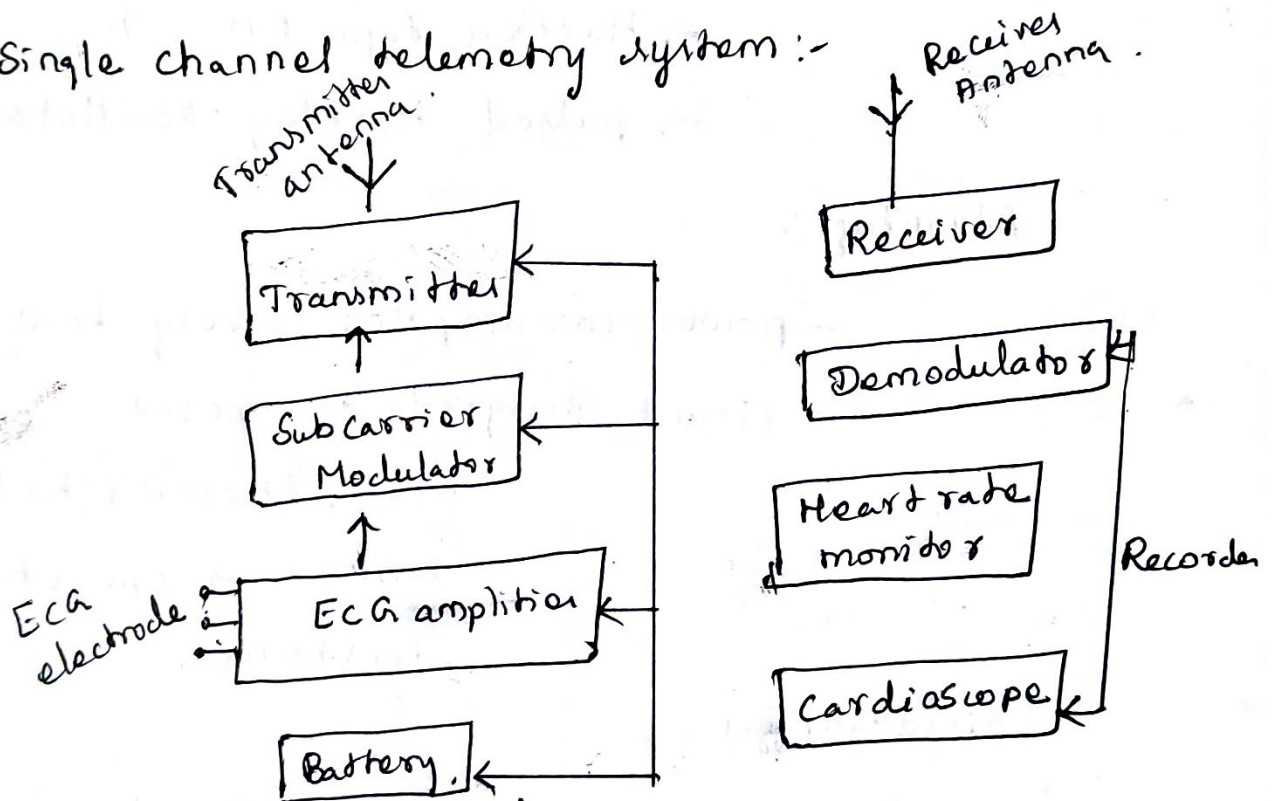 Single channel telemetry system:-
Transmitter
antenna.
Receiver
Antenna.
Transmitter
Receiver
Sub carrier
Modulator
Demodulator
ECG
electrode
ECG amplifier
Heart rate
monitor
Recorder
Battery.
Cardioscope